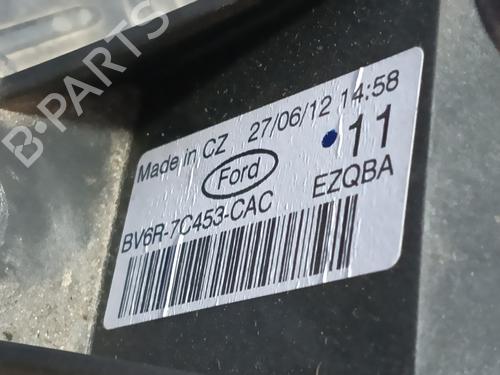 B-PARTS
Made in CZ 27/06/12 14:58
Ford
11
BV6R-7C453-CAC EZQBA